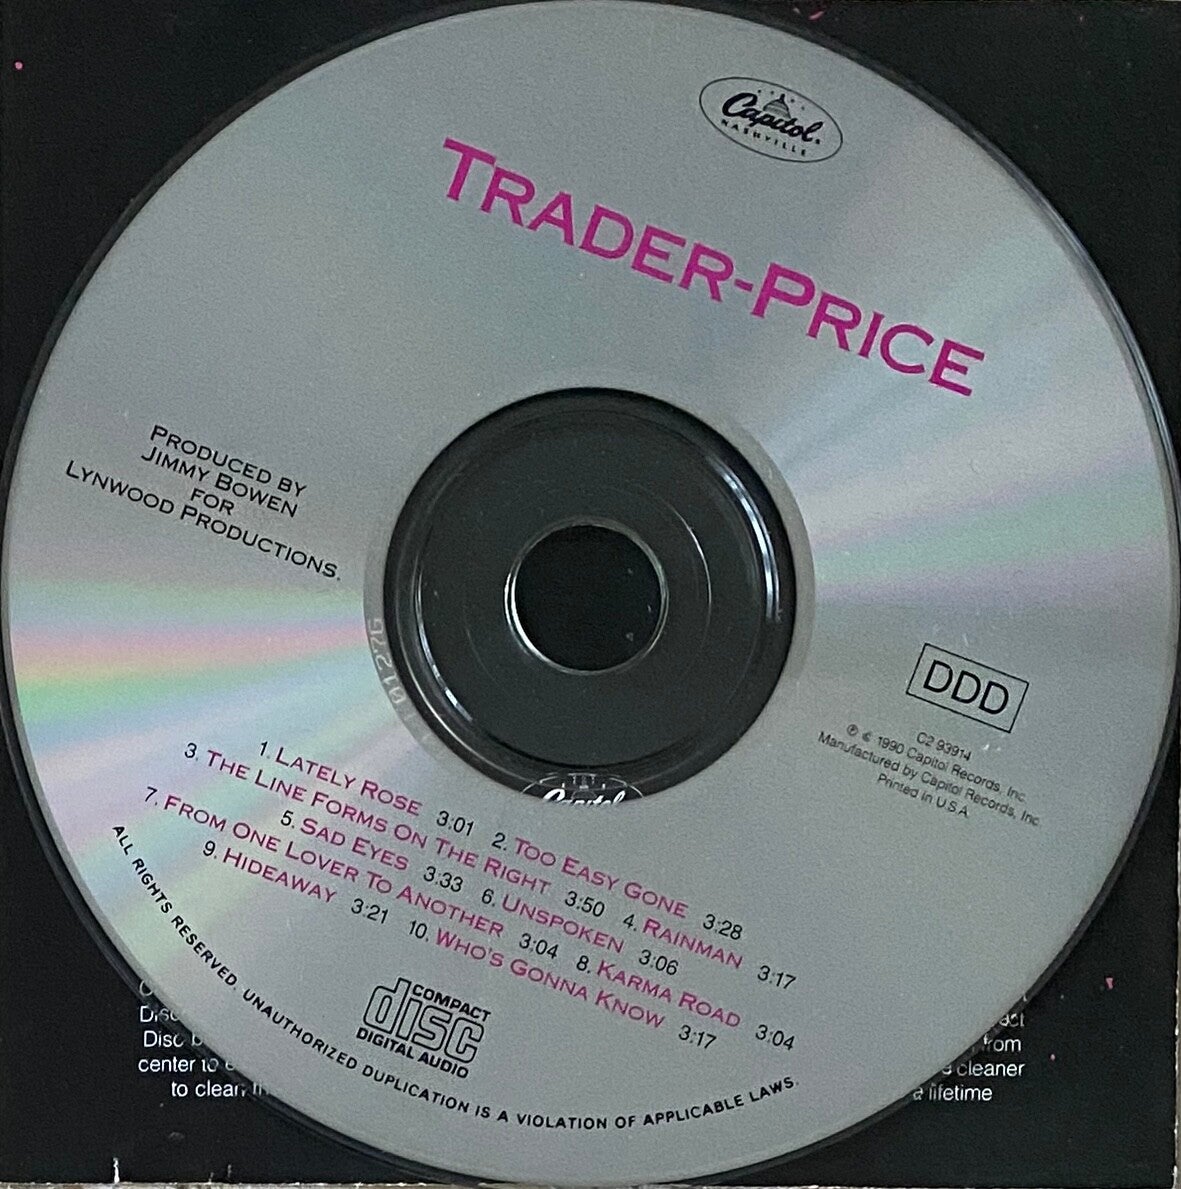 Capitol
NASHVILLE
TRADER-PRICE
PRODUCED BY
JIMMY BOWEN
FOR
LYNWOOD PRODUCTIONS.
DDD
C2 93914
℗ © 1990 Capitol Records, Inc.
Manufactured by Capitol Records, Inc.
Printed in U.S.A.
Capitol
1. LATELY ROSE 3:01 2. TOO EASY GONE 3:28
3. THE LINE FORMS ON THE RIGHT 3:50 4. RAINMAN 3:17
5. SAD EYES 3:33 6. UNSPOKEN 3:06
7. FROM ONE LOVER TO ANOTHER 3:04 8. KARMA ROAD 3:04
9. HIDEAWAY 3:21 10. WHO'S GONNA KNOW 3:17
COMPACT
disc
DIGITAL AUDIO
ALL RIGHTS RESERVED. UNAUTHORIZED DUPLICATION IS A VIOLATION OF APPLICABLE LAWS.
Disc
center to
cleaner
to clean
lifetime